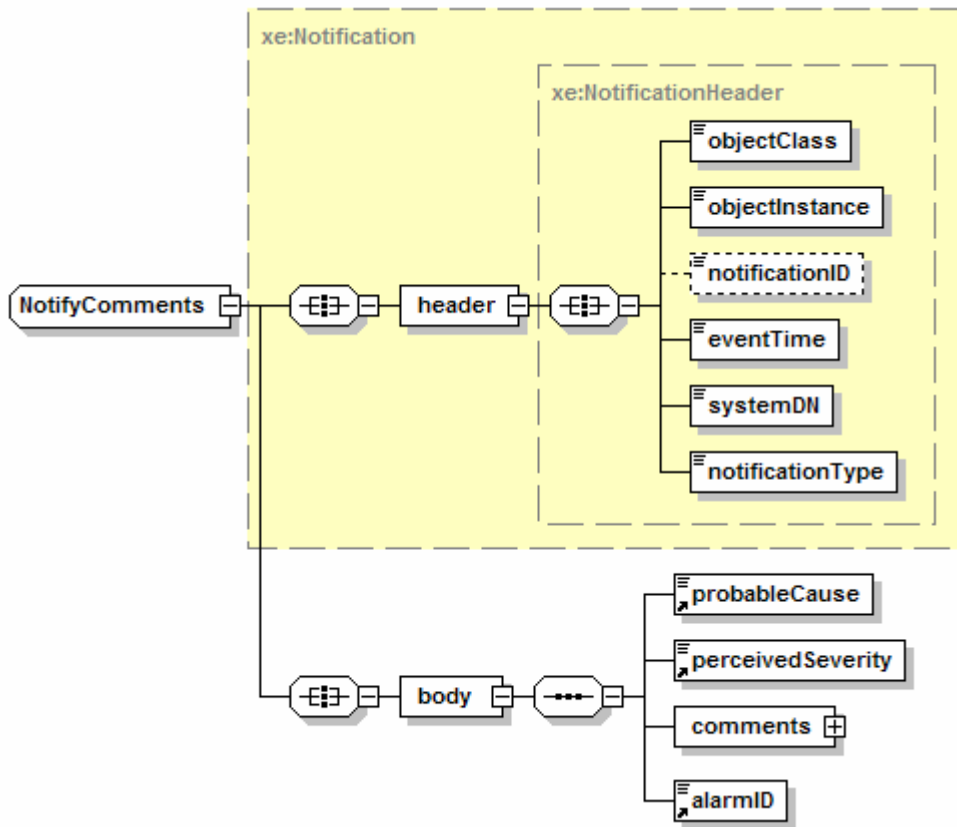 xe:Notification
xe:NotificationHeader
objectClass
objectInstance
notificationID
NotifyComments
header
eventTime
systemDN
notificationType
probableCause
perceivedSeverity
body
comments
alarmID